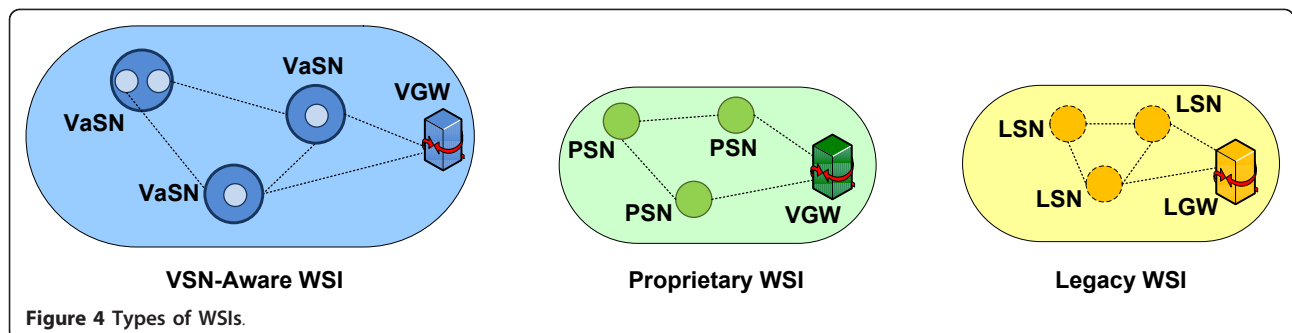 VaSN
VaSN
VGW
VaSN
VSN-Aware WSI
PSN
PSN
PSN
VGW
Proprietary WSI
LSN
LSN
LSN
LGW
Legacy WSI
Figure 4 Types of WSIs.